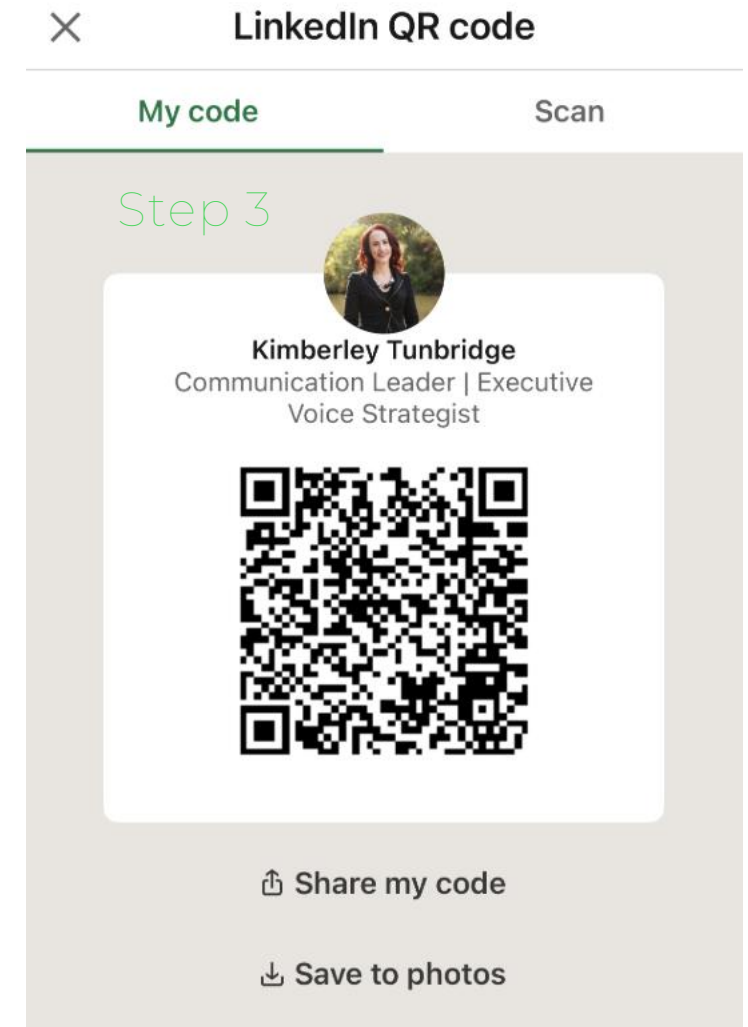 LinkedIn QR code
My code Scan
Step 3
Kimberley Tunbridge
Communication Leader | Executive
Voice Strategist
Share my code
Save to photos